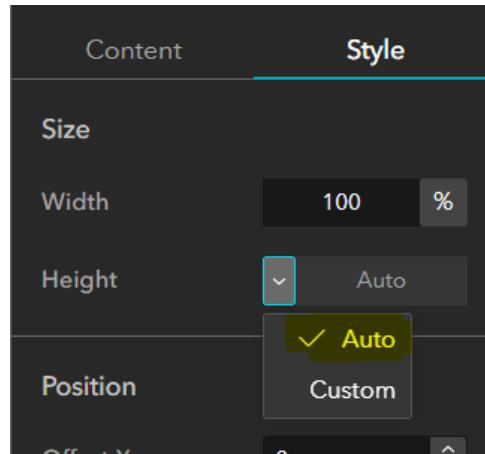 Content Style
Size
Width 100 %
Height Auto
Auto
Position Custom